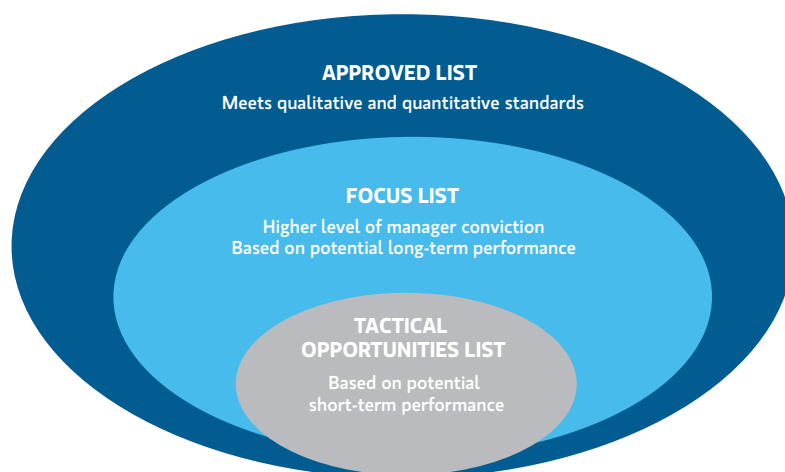 APPROVED LIST
Meets qualitative and quantitative standards
FOCUS LIST
Higher level of manager conviction
Based on potential long-term performance
TACTICAL
OPPORTUNITIES LIST
Based on potential
short-term performance